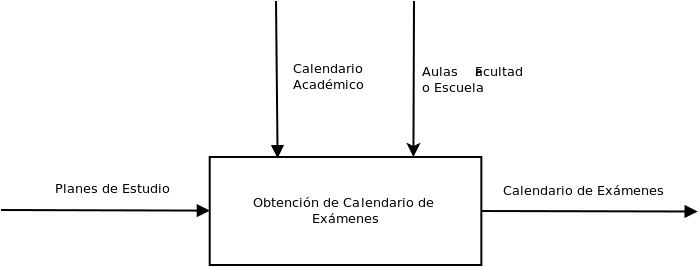 Calendario
Académico
Aulas Facultad
o Escuela
Planes de Estudio
Obtención de Calendario de
Exámenes
Calendario de Exámenes